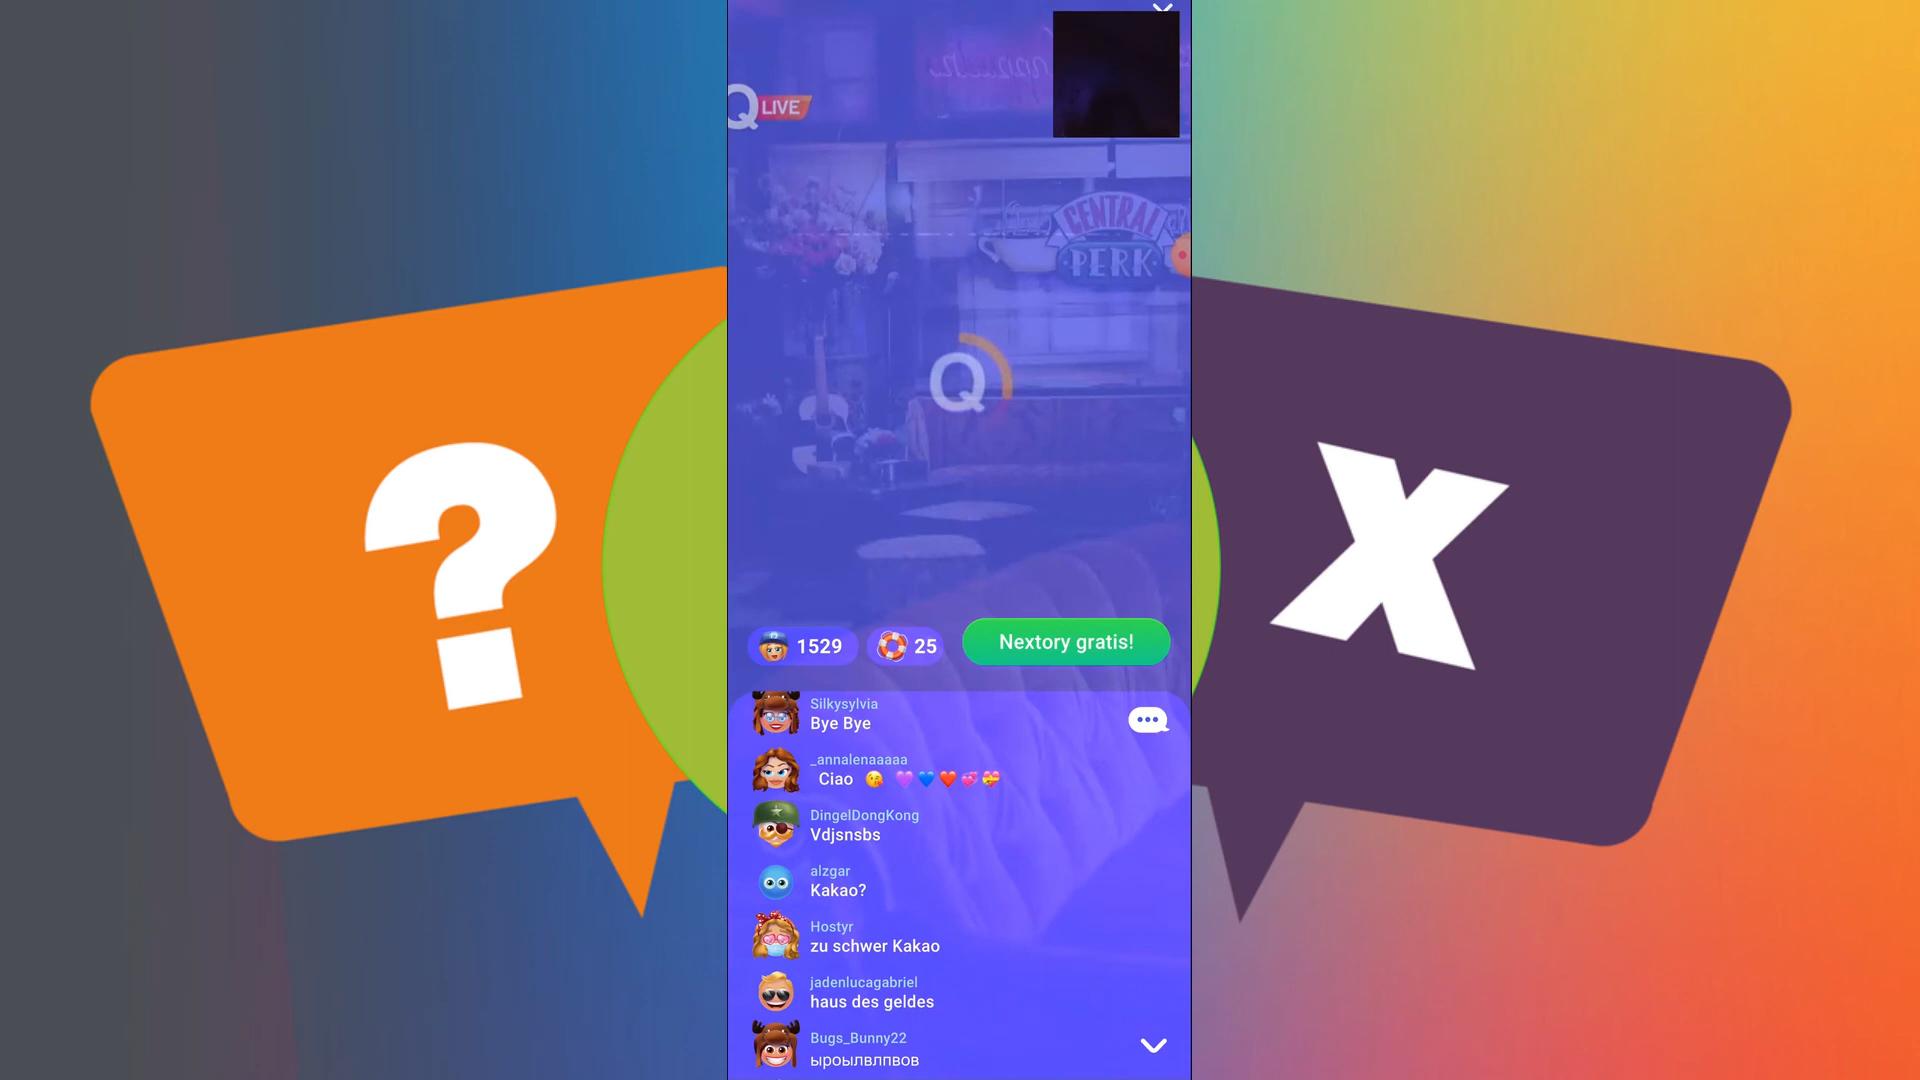 Q LIVE
CENTRAL
PERK
Q
?
X
1529
25
Nextory gratis!
Silkysylvia
Bye Bye
_annalenaaaaa
Ciao 😘 💜💙❤️💞💝
DingelDongKong
Vdjsnsbs
alzgar
Kakao?
Hostyr
zu schwer Kakao
jadenlucagabriel
haus des geldes
Bugs_Bunny22
ыроылвлпвов